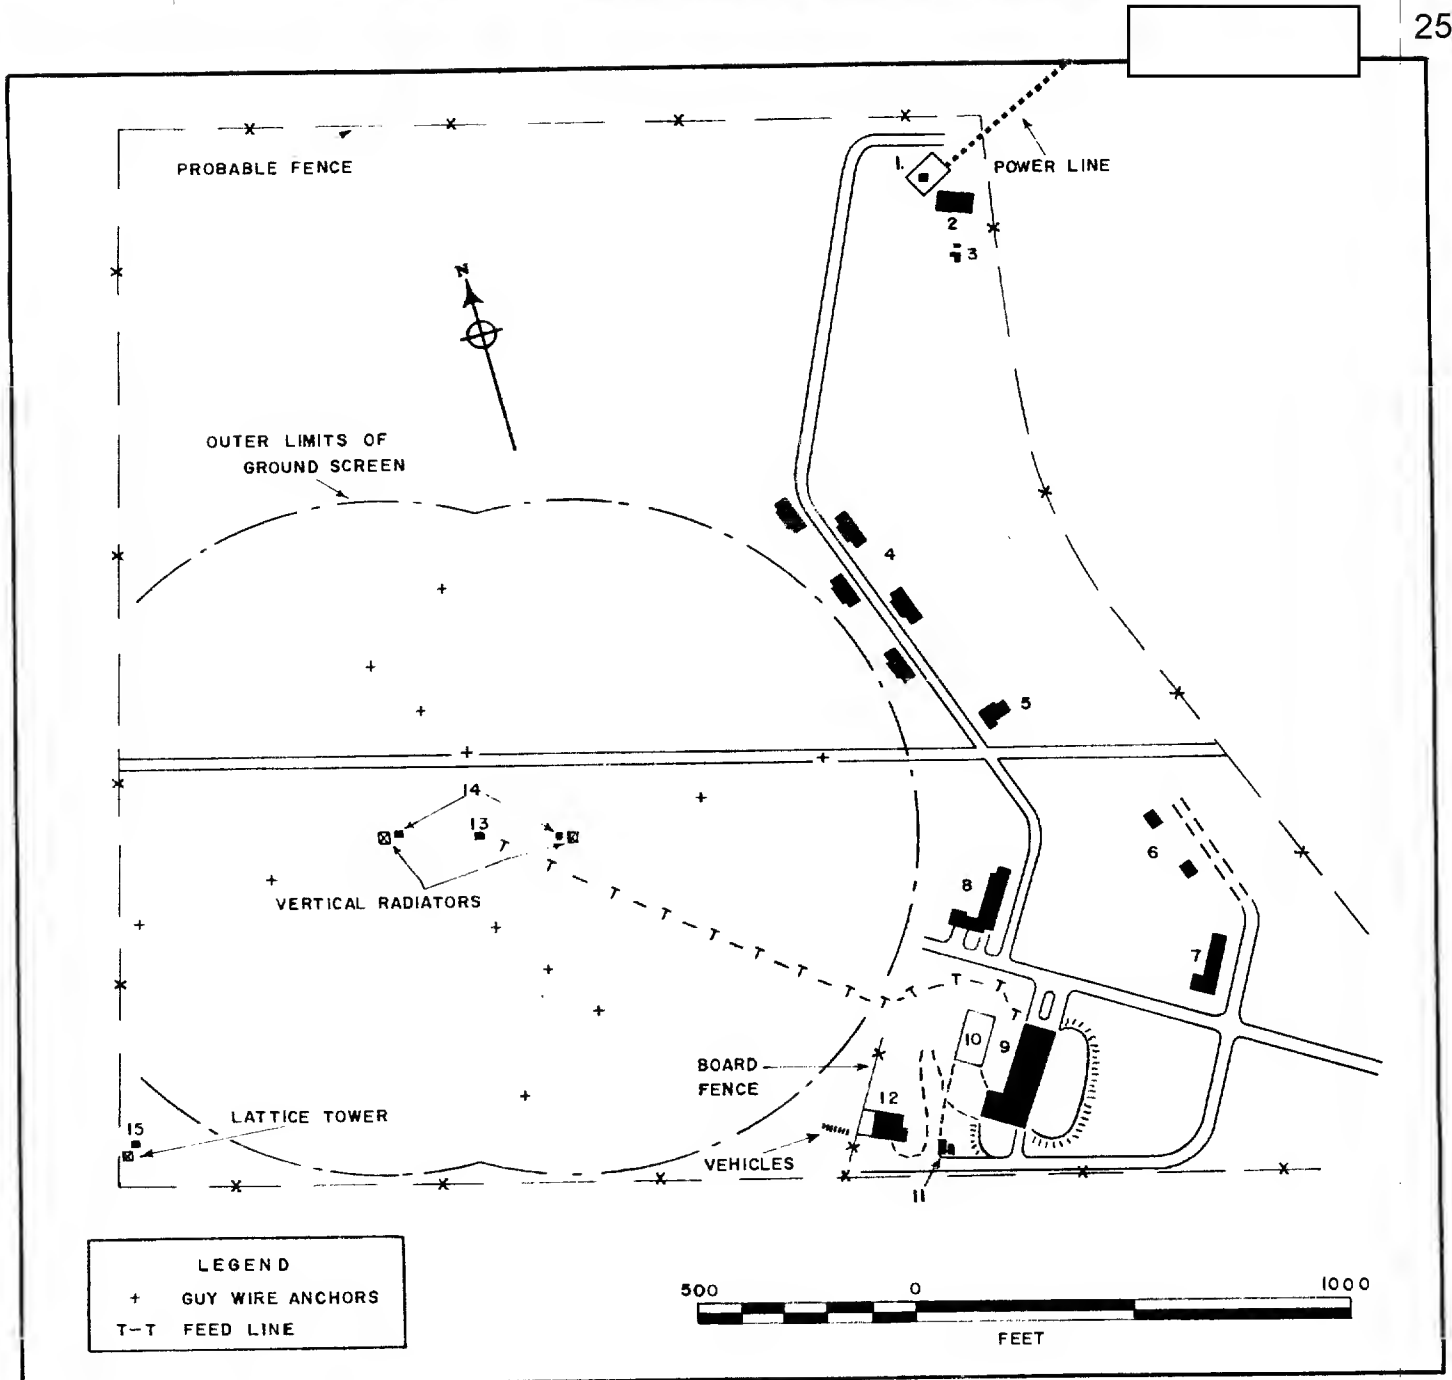 25
PROBABLE FENCE
1.
POWER LINE
2
3
N
OUTER LIMITS OF
GROUND SCREEN
4
5
14
13
6
8
VERTICAL RADIATORS
7
10
9
BOARD
FENCE
12
15
LATTICE TOWER
VEHICLES
11
LEGEND
+ GUY WIRE ANCHORS
T-T FEED LINE
500 0 1000
FEET